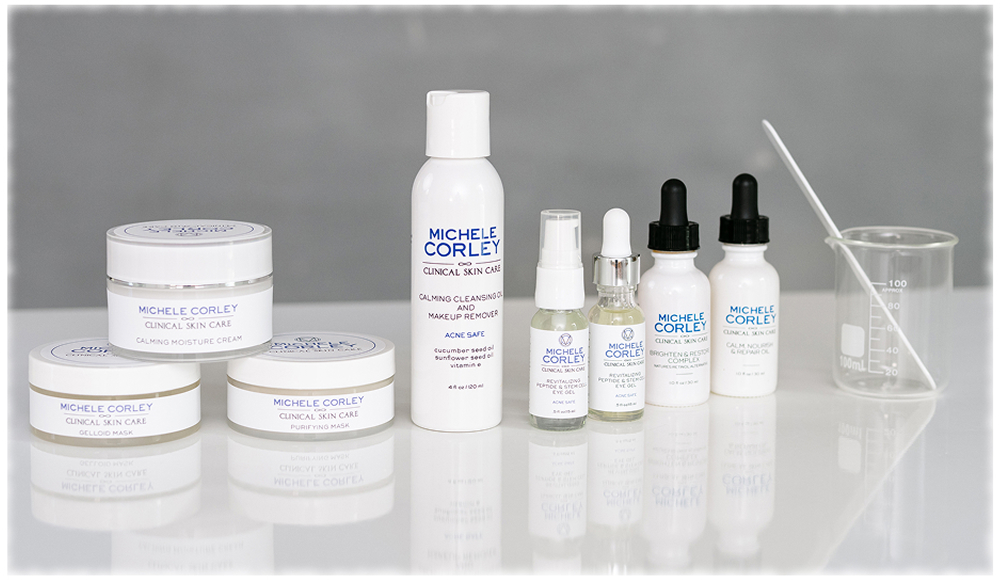 MICHELE CORLEY
CLINICAL SKIN CARE
CALMING MOISTURE CREAM
MICHELE CORLEY
CLINICAL SKIN CARE
GELLOID MASK
MICHELE CORLEY
CLINICAL SKIN CARE
PURIFYING MASK
MICHELE
CORLEY
CLINICAL SKIN CARE
CALMING CLEANSING OIL
AND
MAKEUP REMOVER
ACNE SAFE
cucumber seed oil
sunflower seed oil
vitamin e
4 fl oz / 120 ml
MICHELE
CORLEY
CLINICAL SKIN CARE
REVITALIZING
PEPTIDE & STEM CELL
EYE GEL
ACNE SAFE
MICHELE
CORLEY
CLINICAL SKIN CARE
REVITALIZING
PEPTIDE & STEM CELL
EYE GEL
MICHELE
CORLEY
CLINICAL SKIN CARE
BRIGHTEN & RESTORE
COMPLEX
MICHELE
CORLEY
CLINICAL SKIN CARE
CALM, NOURISH
& REPAIR OIL
100
APPROX
80
60
40
20
100mL